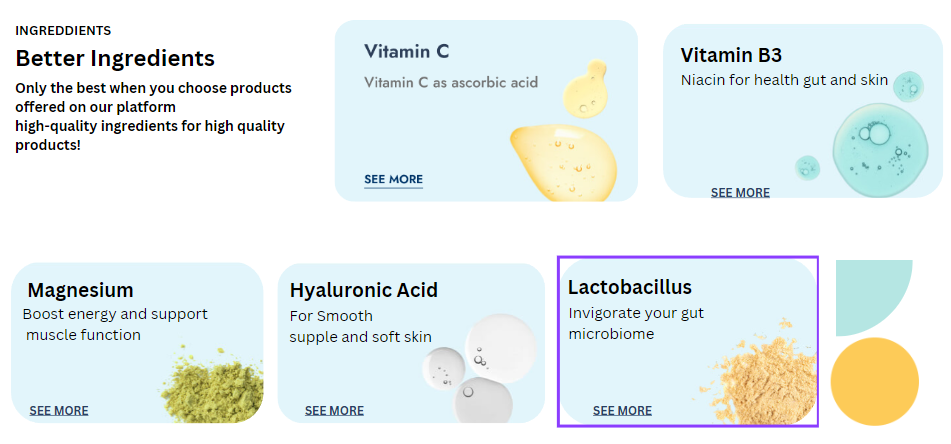 INGREDDIENTS
Better Ingredients
Only the best when you choose products
offered on our platform
high-quality ingredients for high quality
products!
Vitamin C
Vitamin C as ascorbic acid
SEE MORE
Vitamin B3
Niacin for health gut and skin
SEE MORE
Magnesium
Boost energy and support
muscle function
SEE MORE
Hyaluronic Acid
For Smooth
supple and soft skin
SEE MORE
Lactobacillus
Invigorate your gut
microbiome
SEE MORE